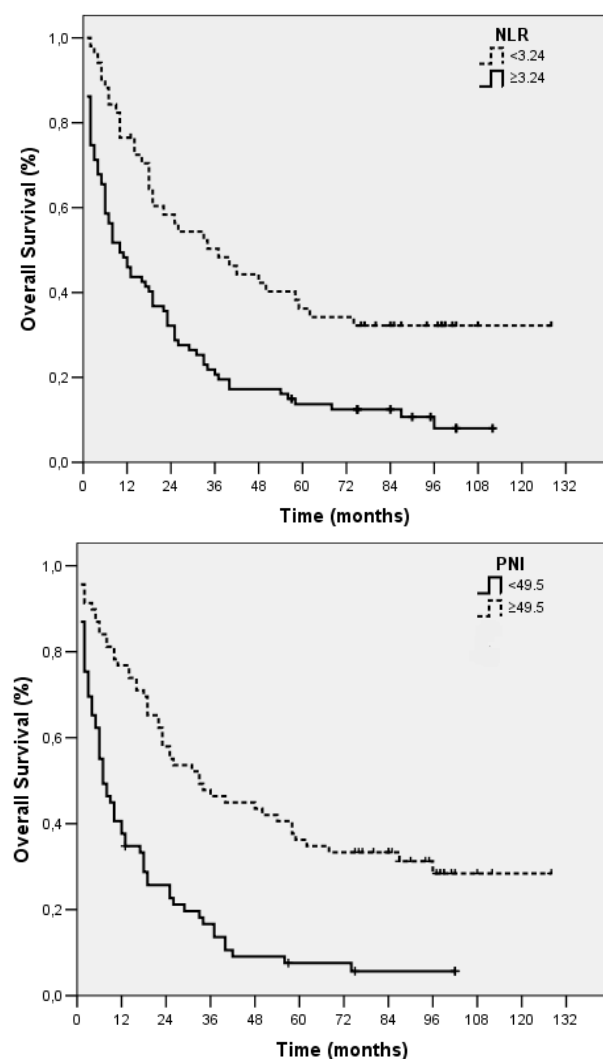 NLR
<3.24
≥3.24
1,0
0,8
0,6
0,4
0,2
0,0
Overall Survival (%)
0 12 24 36 48 60 72 84 96 108 120 132
Time (months)
PNI
<49.5
≥49.5
1,0
0,8
0,6
0,4
0,2
0,0
Overall Survival (%)
0 12 24 36 48 60 72 84 96 108 120 132
Time (months)